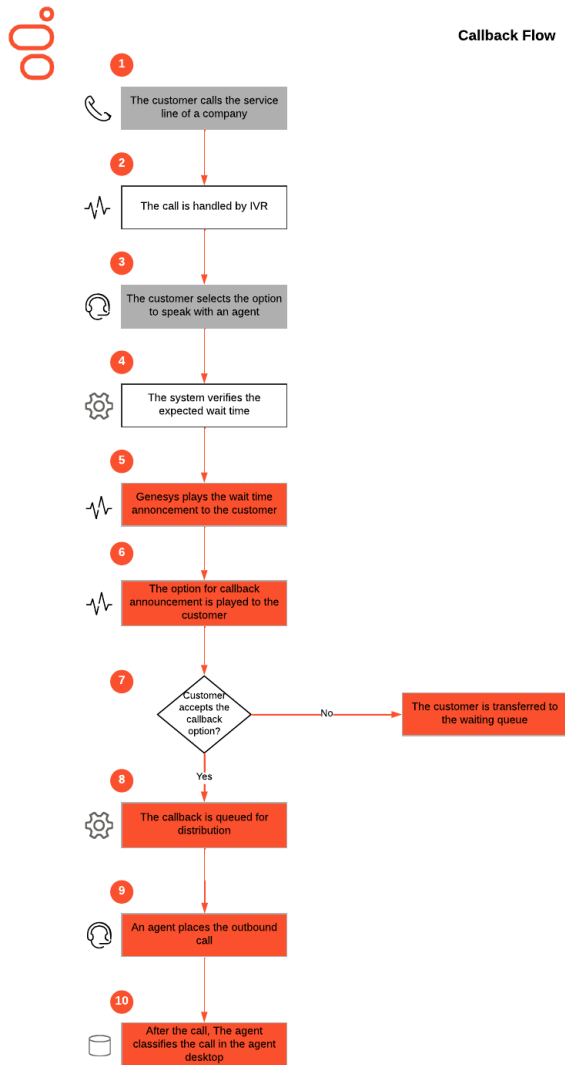 Callback Flow
1
The customer calls the service
line of a company
2
The call is handled by IVR
3
The customer selects the option
to speak with an agent
4
The system verifies the
expected wait time
5
Genesys plays the wait time
annoncement to the customer
6
The option for callback
announcement is played to the
customer
7
Customer
accepts the
callback
option?
No
The customer is transferred to
the waiting queue
Yes
8
The callback is queued for
distribution
9
An agent places the outbound
call
10
After the call, The agent
classifies the call in the agent
desktop